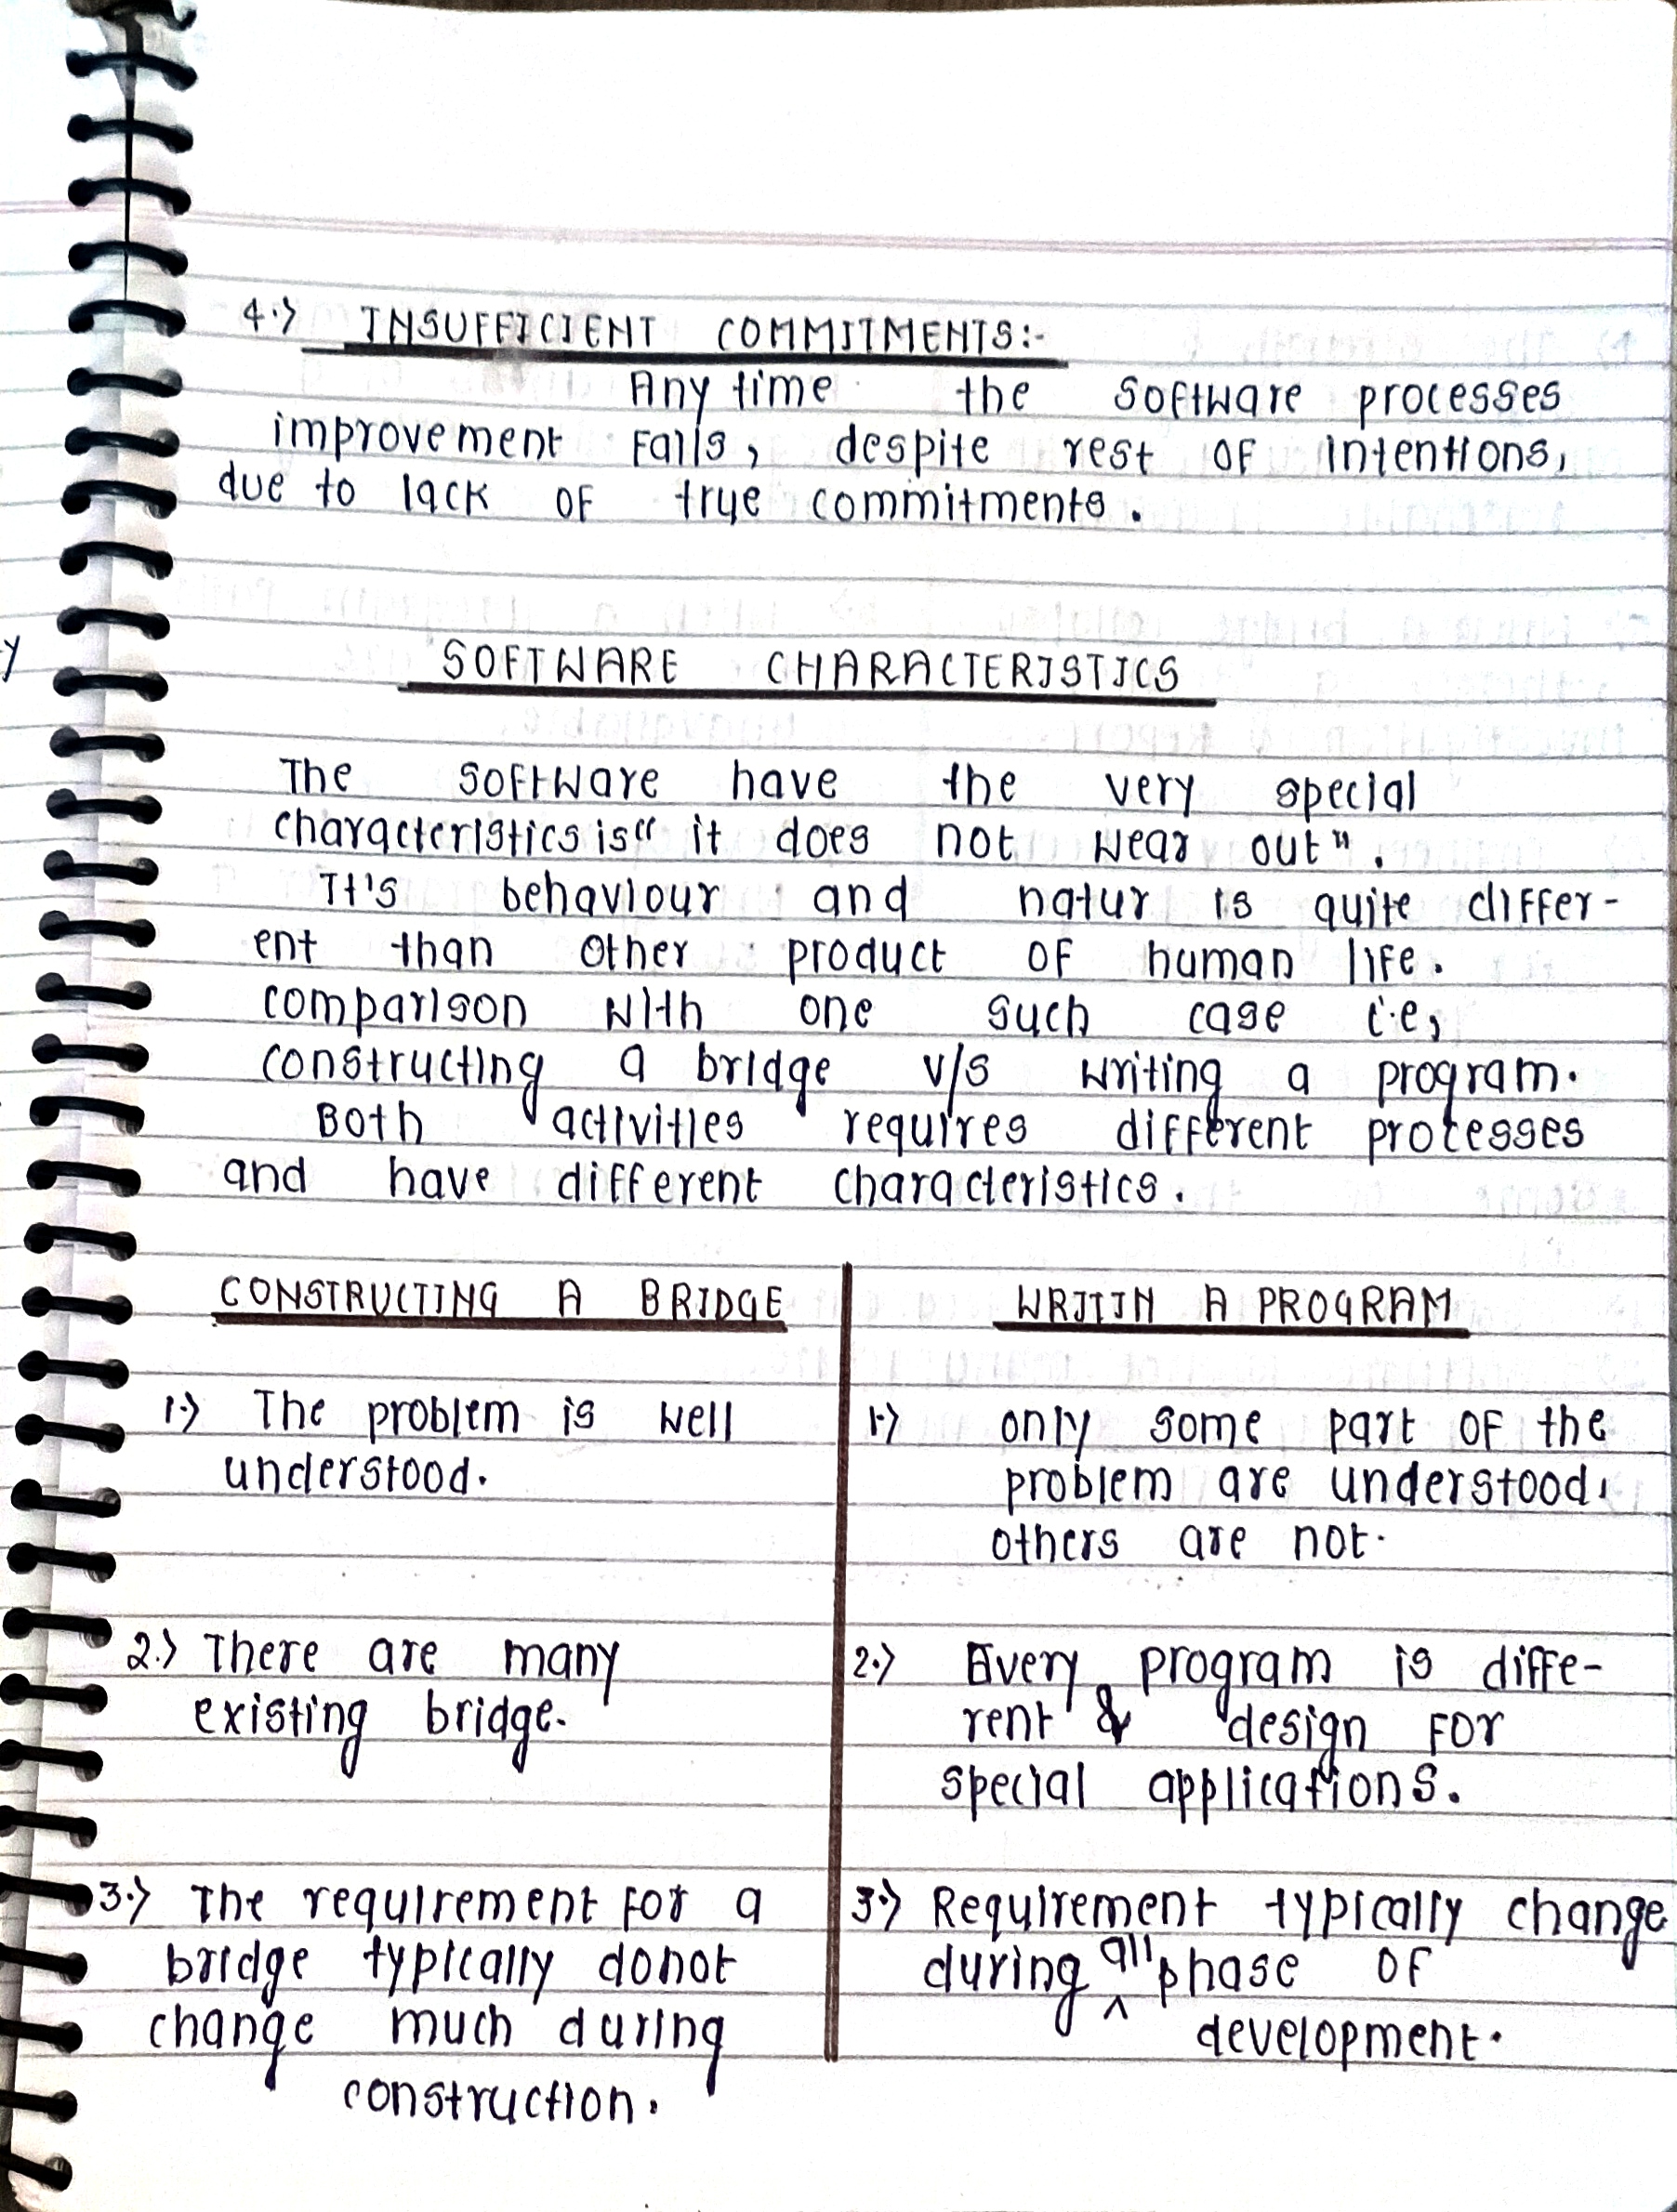 4.> INSUFFICIENT COMMITMENTS:-
Any time the software processes
improvement Falls, despite rest of intentions,
due to lack of true commitments.
y
SOFTWARE CHARACTERISTICS
The software have the very special
characteristics is "it does not wear out".
It's behaviour and natur is quite differ-
ent than other product of human life.
comparison with one such case i.e,
constructing a bridge v/s writing a program.
Both activities requires different processes
and have different characteristics.
CONSTRUCTING A BRIDGE
1.> The problem is well
understood.
2.> There are many
existing bridge.
3.> The requirement for a
bridge typically donot
change much during
construction.
WRITIN A PROGRAM
1.> only some part of the
problem are understood,
others are not.
2.> Every program is diffe-
rent & design for
special applications.
3.> Requirement typically change
during all phase of
development.